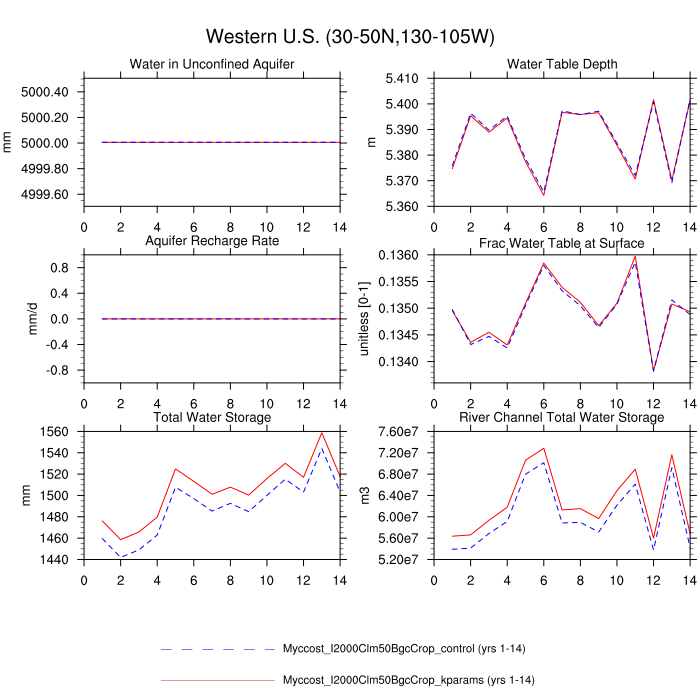 Western U.S. (30-50N,130-105W)
Water in Unconfined Aquifer
mm
5000.40
5000.20
5000.00
4999.80
4999.60
0 2 4 6 8 10 12 14
Water Table Depth
m
5.410
5.400
5.390
5.380
5.370
5.360
0 2 4 6 8 10 12 14
Aquifer Recharge Rate
mm/d
0.8
0.4
0.0
-0.4
-0.8
0 2 4 6 8 10 12 14
Frac Water Table at Surface
unitless [0-1]
0.1360
0.1355
0.1350
0.1345
0.1340
0 2 4 6 8 10 12 14
Total Water Storage
mm
1560
1540
1520
1500
1480
1460
1440
0 2 4 6 8 10 12 14
River Channel Total Water Storage
m3
7.60e7
7.20e7
6.80e7
6.40e7
6.00e7
5.60e7
5.20e7
0 2 4 6 8 10 12 14
Myccost_I2000Clm50BgcCrop_control (yrs 1-14)
Myccost_I2000Clm50BgcCrop_kparams (yrs 1-14)